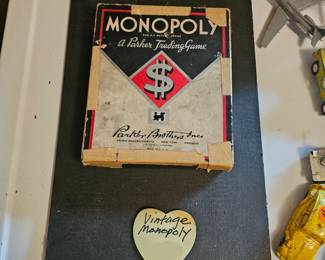 MONOPOLY
A Parker Trading Game
$
Parker Brothers Inc.
Vintage
Monopoly